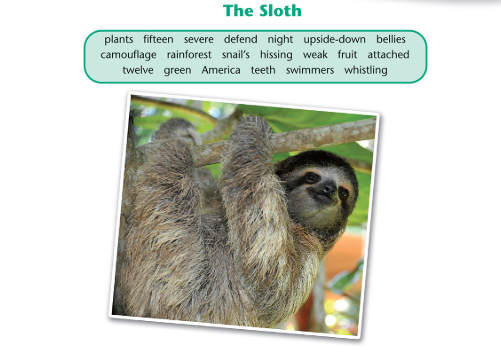 The Sloth
plants fifteen severe defend night upside-down bellies
camouflage rainforest snail's hissing weak fruit attached
twelve green America teeth swimmers whistling